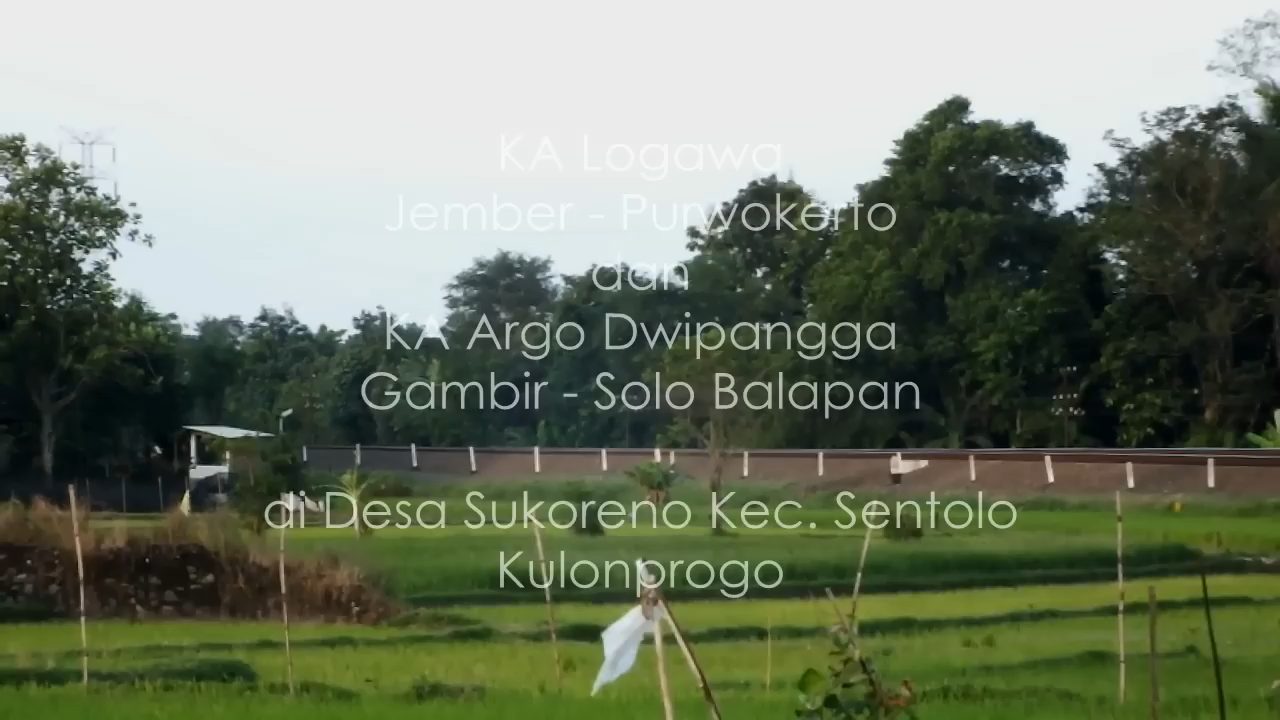 KA Logawa
Jember - Purwokerto
dan
KA Argo Dwipangga
Gambir - Solo Balapan
di Desa Sukoreno Kec. Sentolo
Kulonprogo